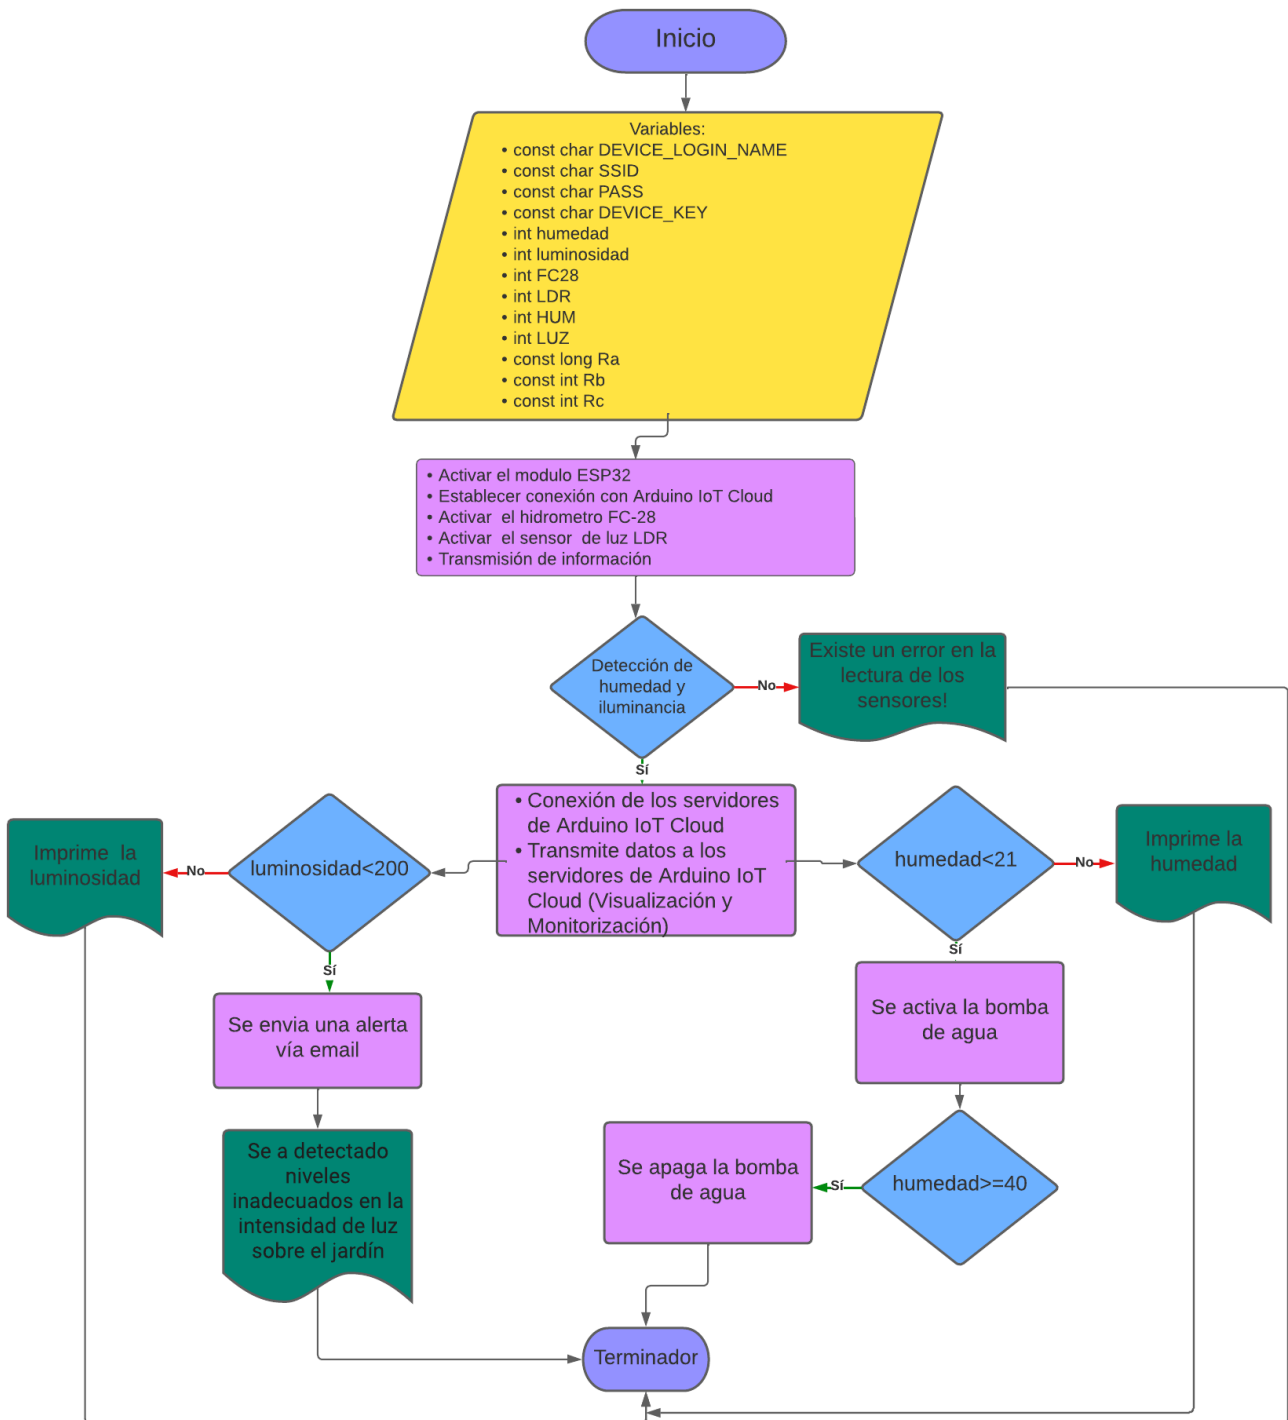 Inicio
Variables:
• const char DEVICE_LOGIN_NAME
• const char SSID
• const char PASS
• const char DEVICE_KEY
• int humedad
• int luminosidad
• int FC28
• int LDR
• int HUM
• int LUZ
• const long Ra
• const int Rb
• const int Rc
• Activar el modulo ESP32
• Establecer conexión con Arduino IoT Cloud
• Activar  el hidrometro FC-28
• Activar  el sensor  de luz LDR
• Transmisión de información
Detección de
humedad y
iluminancia
No
Existe un error en la
lectura de los
sensores!
Sí
• Conexión de los servidores
de Arduino IoT Cloud
• Transmite datos a los
servidores de Arduino IoT
Cloud (Visualización y
Monitorización)
luminosidad<200
No
Imprime  la
luminosidad
Sí
Se envia una alerta
vía email
Se a detectado
niveles
inadecuados en la
intensidad de luz
sobre el jardín
humedad<21
No
Imprime la
humedad
Sí
Se activa la bomba
de agua
humedad>=40
Sí
Se apaga la bomba
de agua
Terminador